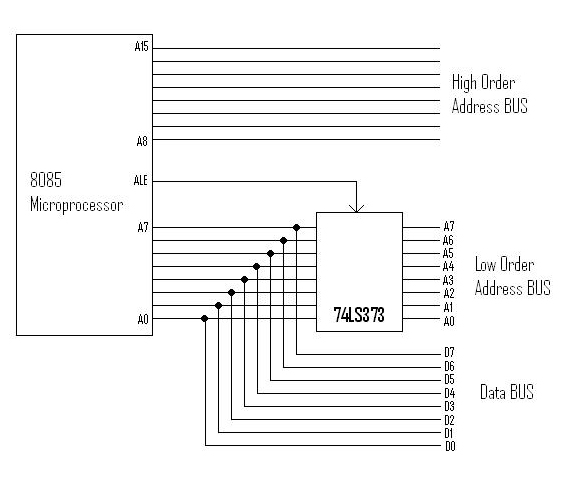 A15
High Order
Address BUS
A8
8085
Microprocessor
ALE
A7
A0
74LS373
A7
A6
A5
A4
A3
A2
A1
A0
Low Order
Address BUS
D7
D6
D5
D4
D3
D2
D1
D0
Data BUS